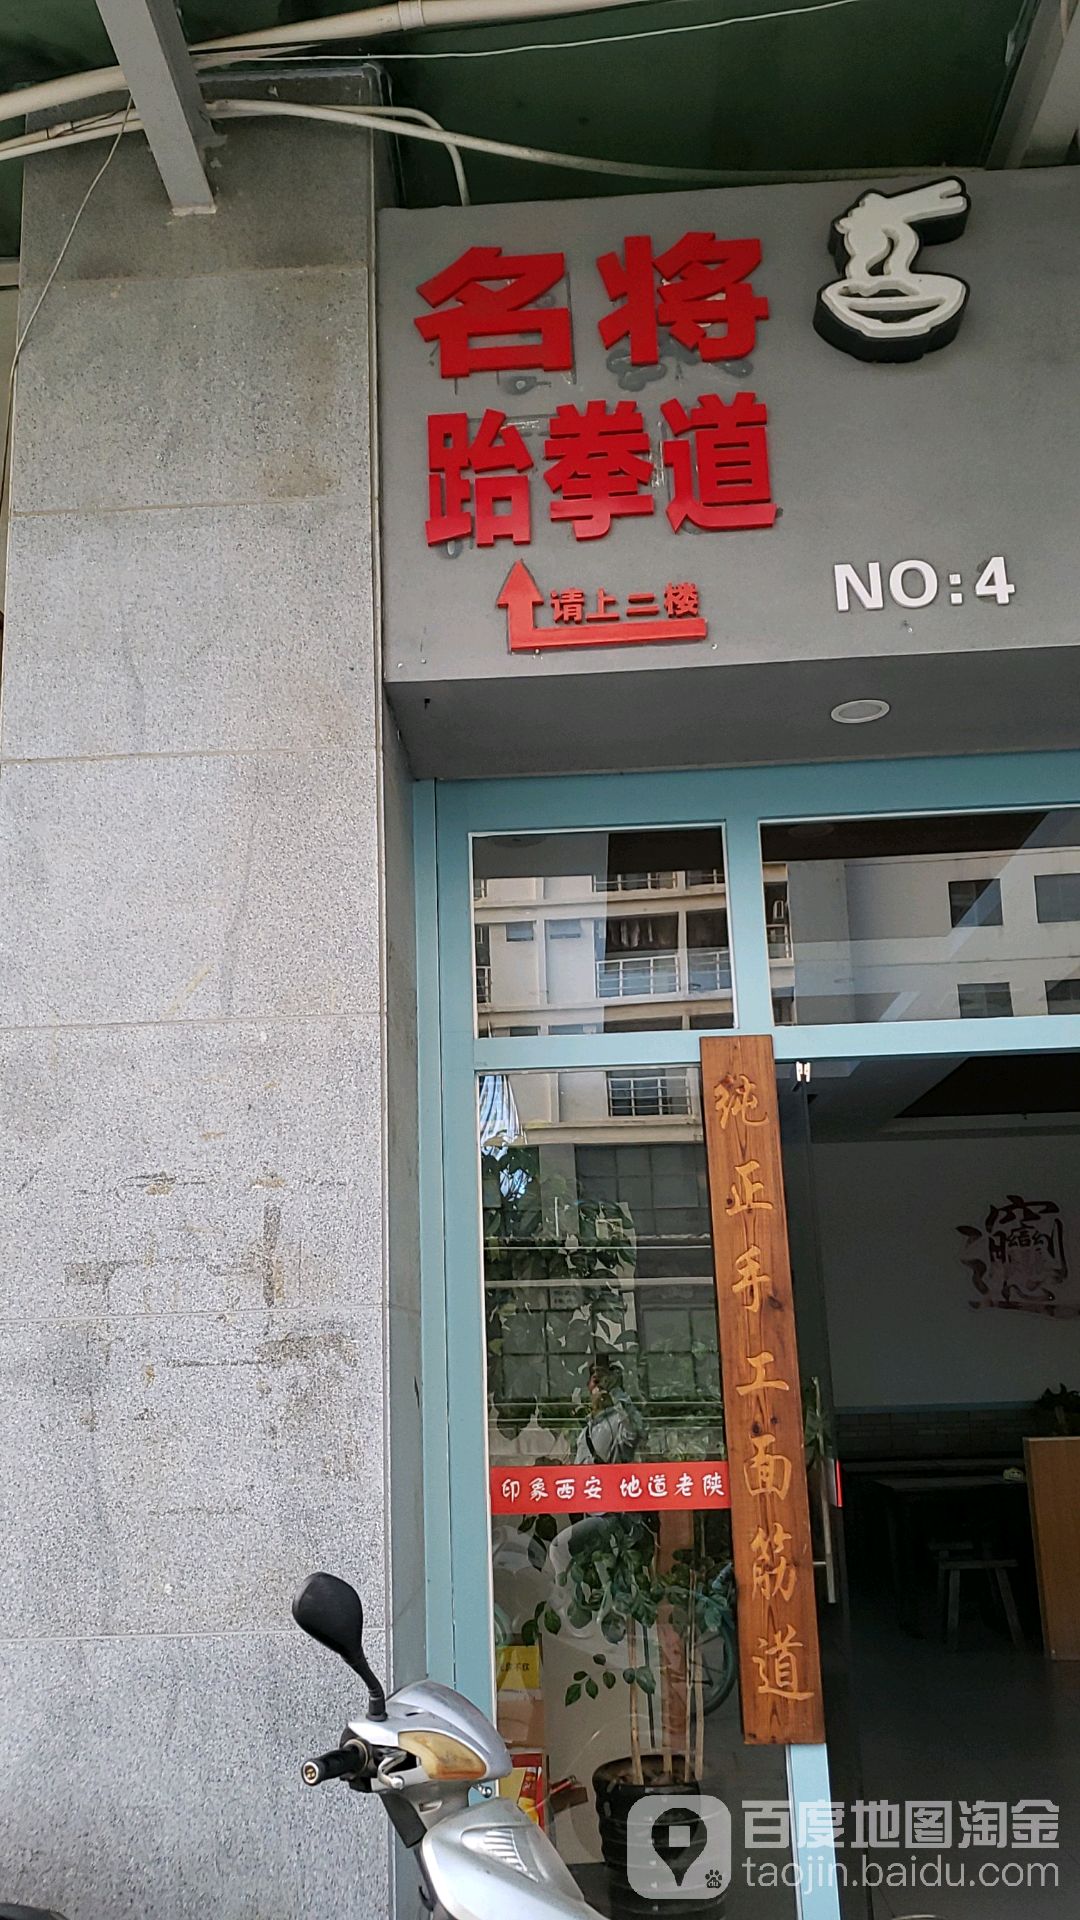 名将
跆拳道
请上二楼
NO:4
纯正手工面筋道
印象西安 地道老陕
百度地图淘金
taojin.baidu.com